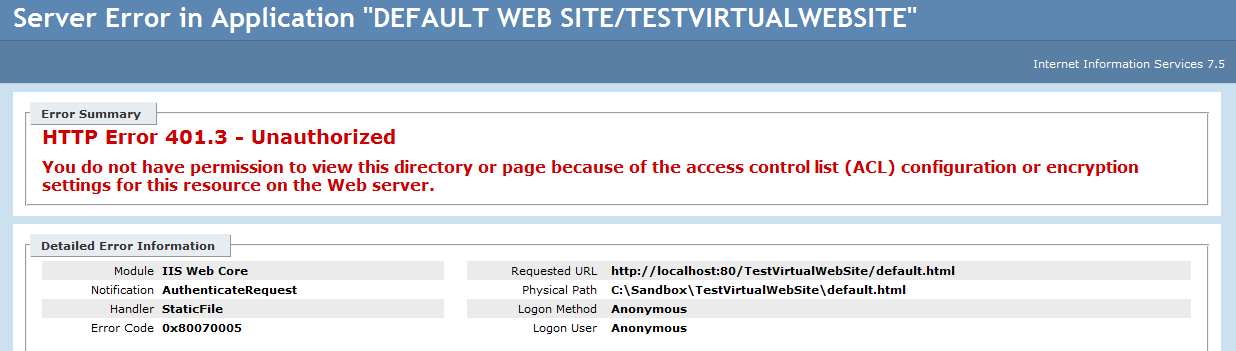 Server Error in Application "DEFAULT WEB SITE/TESTVIRTUALWEBSITE"
Internet Information Services 7.5
Error Summary
HTTP Error 401.3 - Unauthorized
You do not have permission to view this directory or page because of the access control list (ACL) configuration or encryption
settings for this resource on the Web server.
Detailed Error Information
Module IIS Web Core
Notification AuthenticateRequest
Handler StaticFile
Error Code 0x80070005
Requested URL http://localhost:80/TestVirtualWebSite/default.html
Physical Path C:\Sandbox\TestVirtualWebSite\default.html
Logon Method Anonymous
Logon User Anonymous